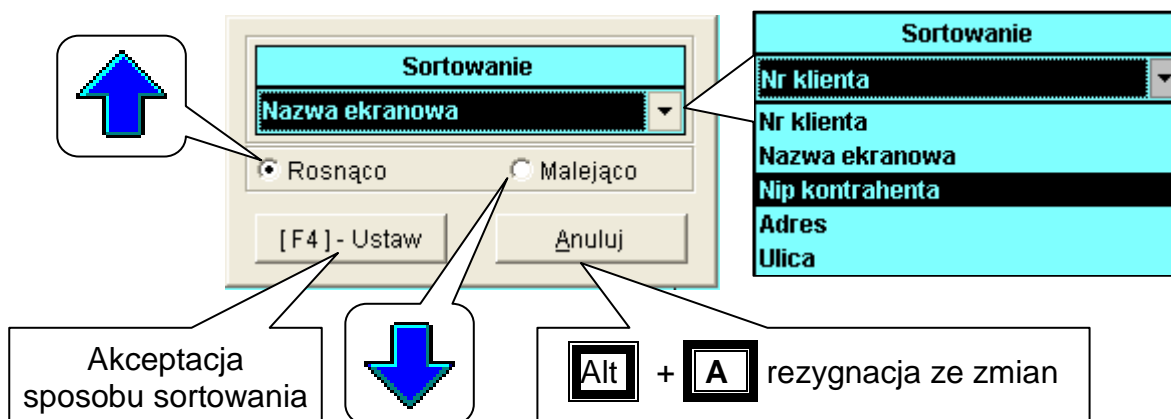 Sortowanie
Nazwa ekranowa
Rosnąco
Malejąco
[F4]- Ustaw
Anuluj
Sortowanie
Nr klienta
Nr klienta
Nazwa ekranowa
Nip kontrahenta
Adres
Ulica
Akceptacja
sposobu sortowania
Alt + A rezygnacja ze zmian